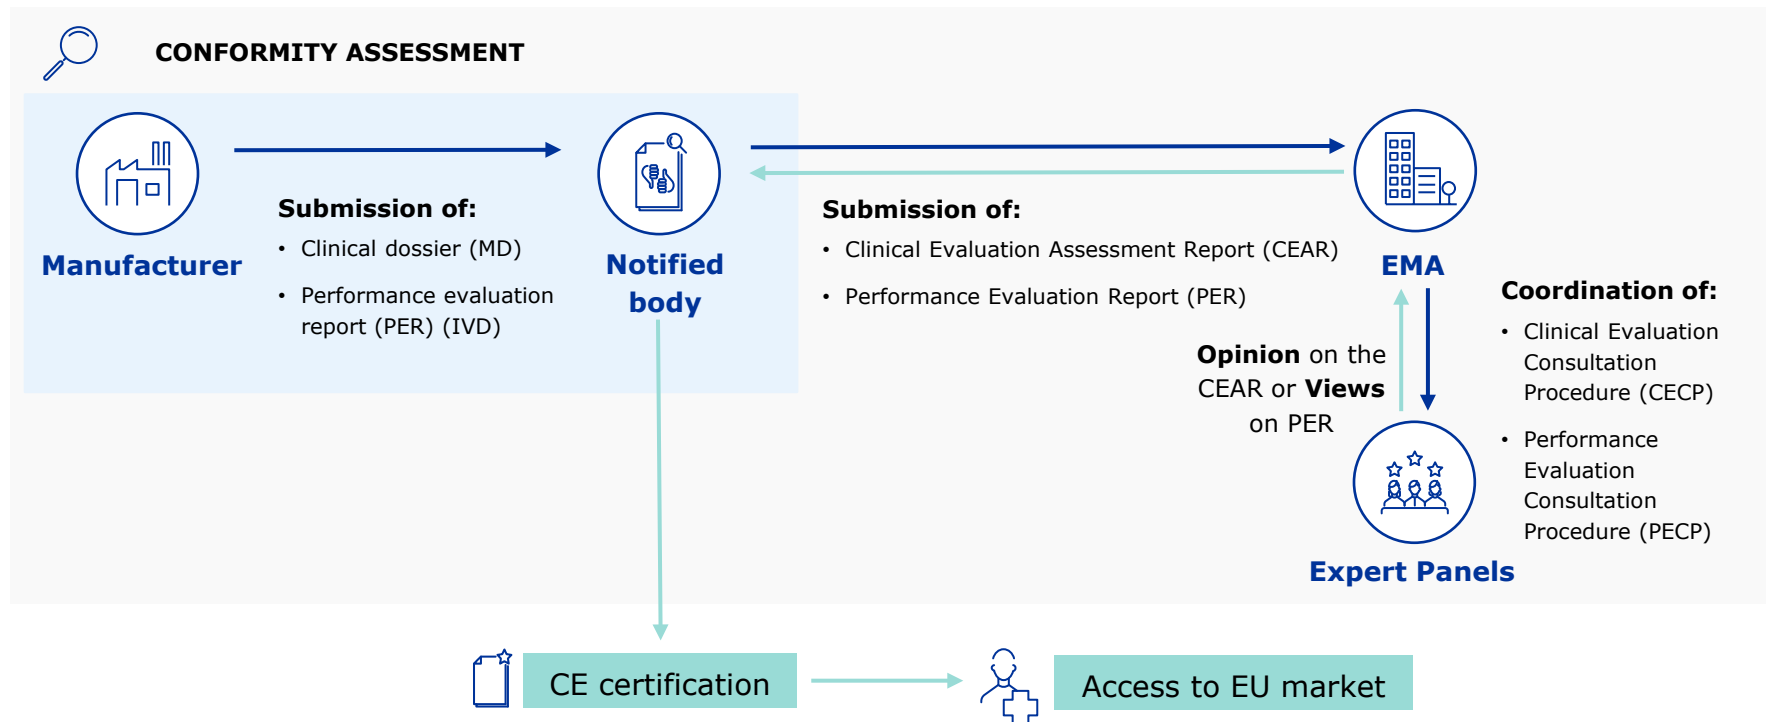 CONFORMITY ASSESSMENT
Manufacturer
Submission of:
• Clinical dossier (MD)
• Performance evaluation
report (PER) (IVD)
Notified
body
Submission of:
• Clinical Evaluation Assessment Report (CEAR)
• Performance Evaluation Report (PER)
EMA
Opinion on the
CEAR or Views
on PER
Coordination of:
• Clinical Evaluation
Consultation
Procedure (CECP)
• Performance
Evaluation
Consultation
Procedure (PECP)
Expert Panels
CE certification
Access to EU market